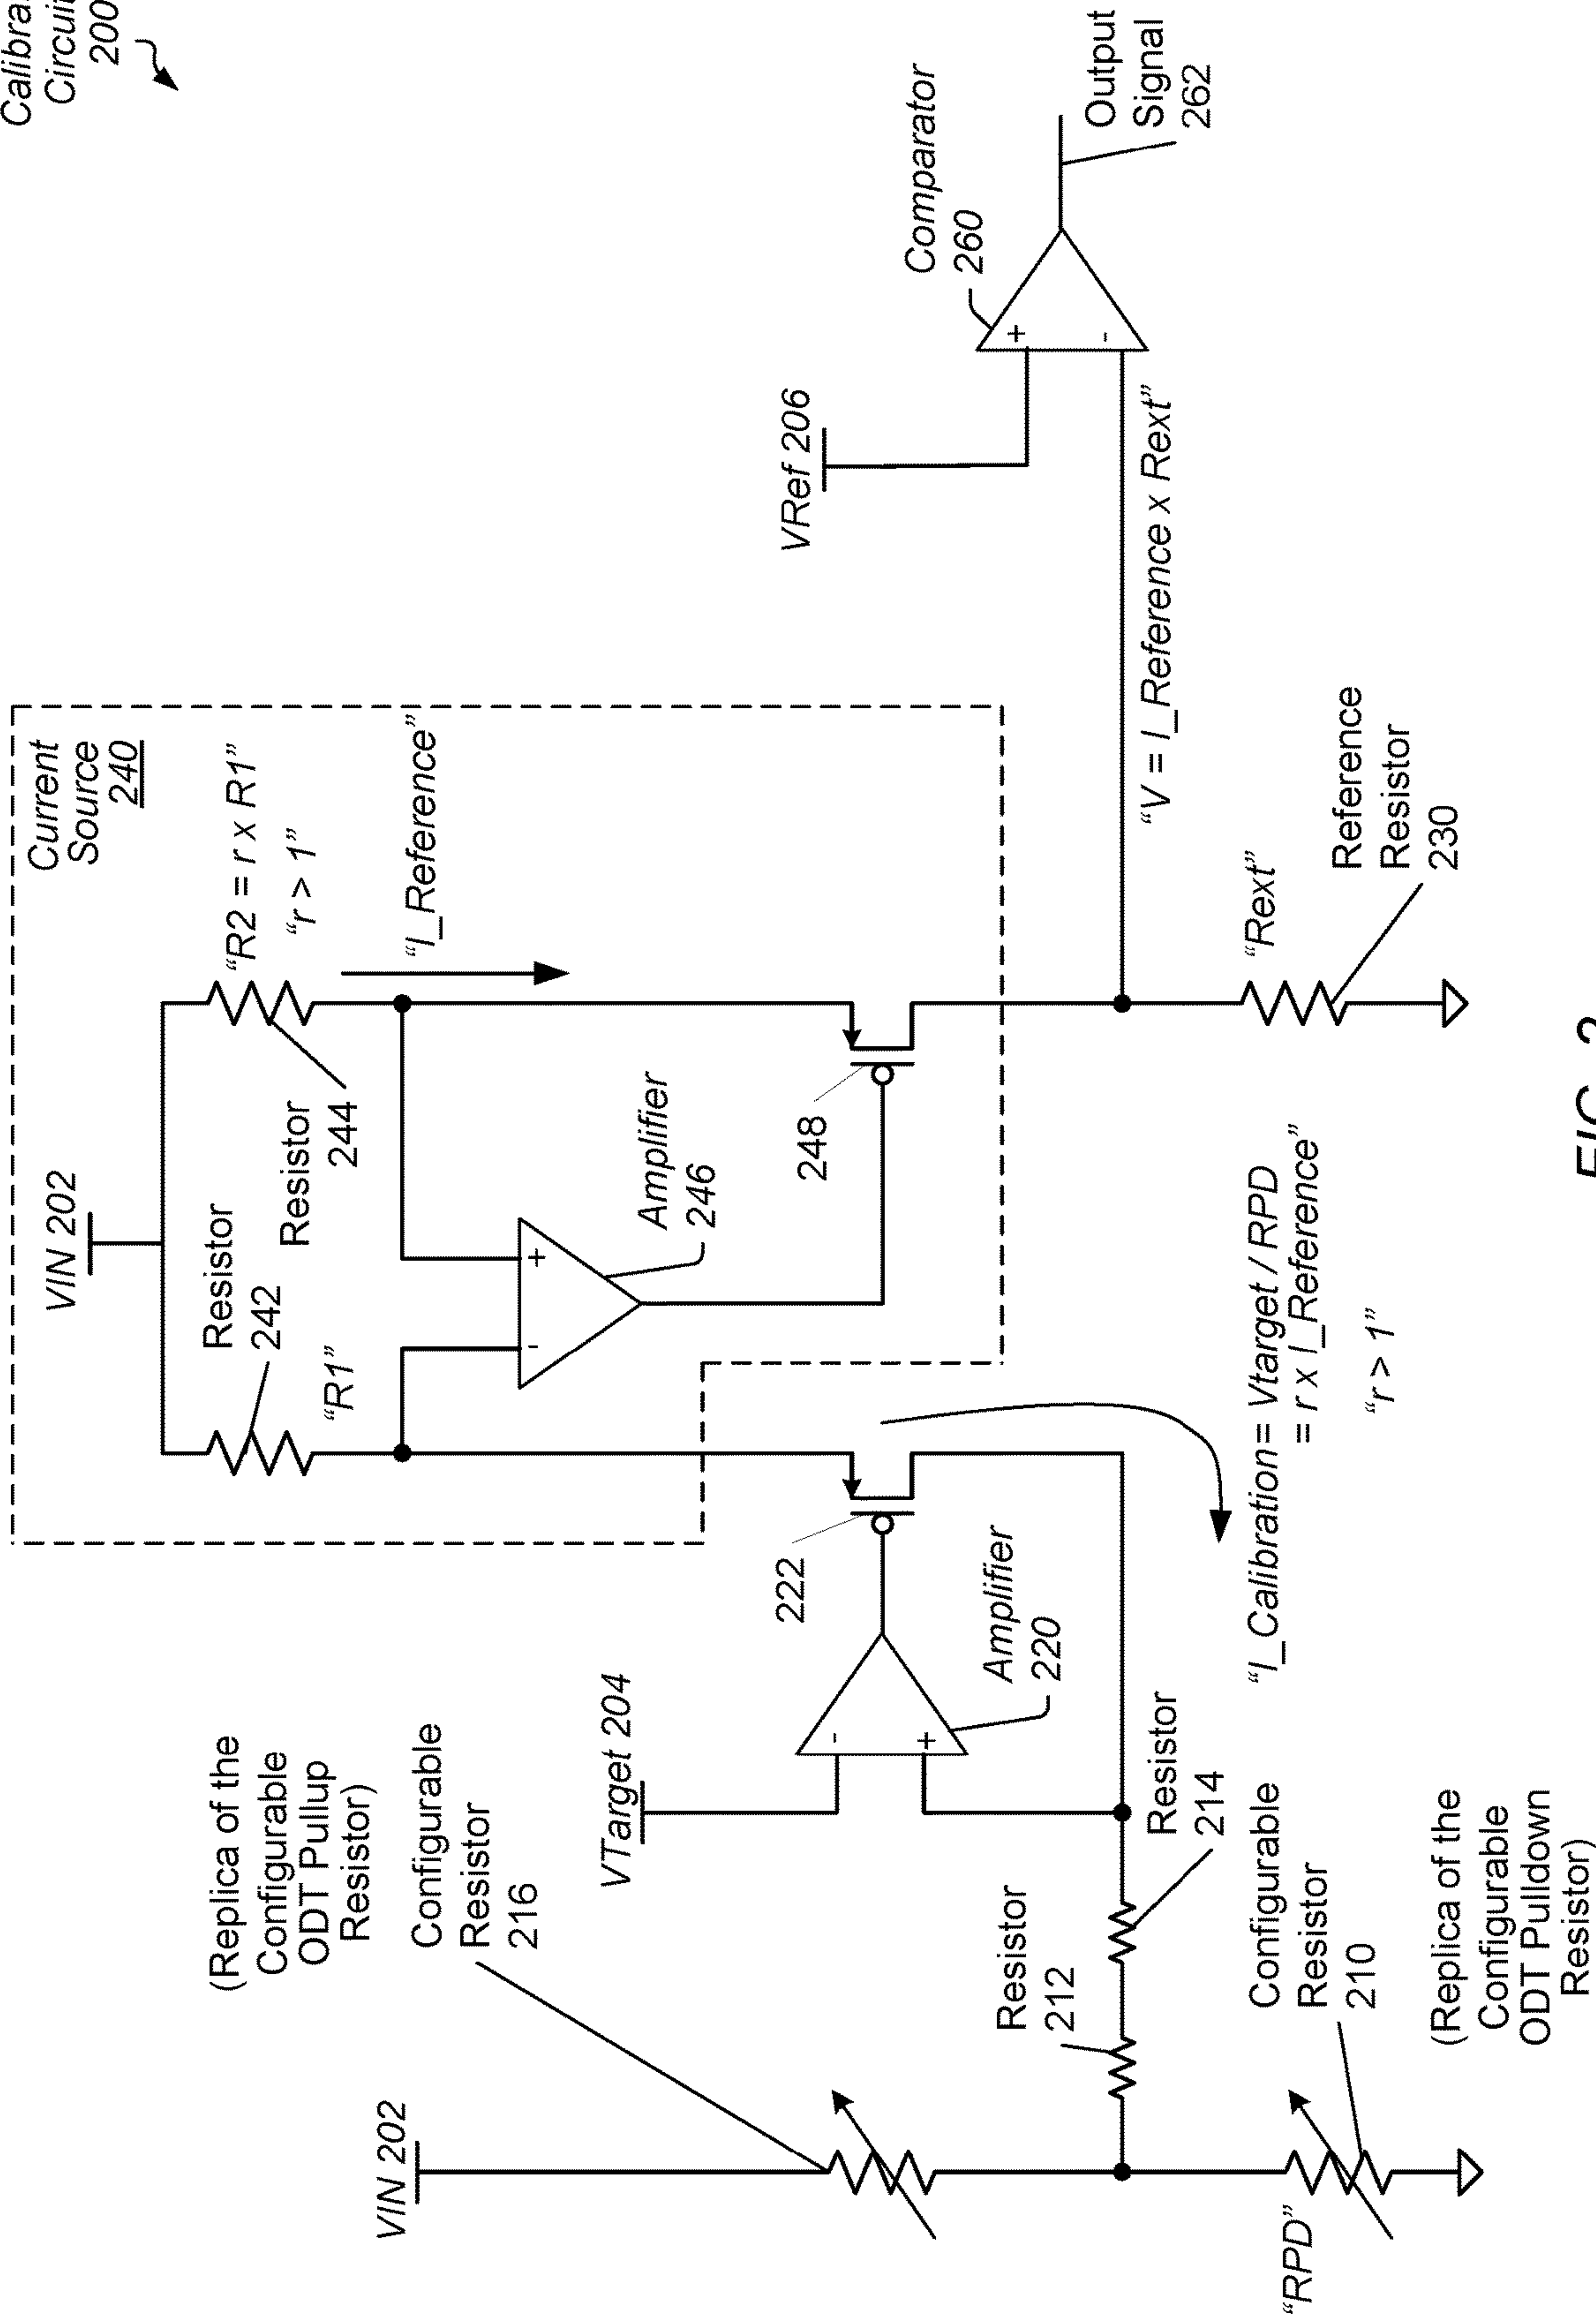 Calibra
Circuit
200
VIN 202
Current
Source
240
Resistor
242
"R1"
Resistor
244
"R2 = r x R1"
"r > 1"
"I_Reference"
Amplifier
246
248
222
(Replica of the
Configurable
ODT Pullup
Resistor)
Configurable
Resistor
216
VIN 202
VTarget 204
-
+
Amplifier
220
-
+
Resistor
212
Resistor
214
"I_Calibration= Vtarget / RPD
= r x I_Reference"
"r > 1"
"RPD"
Configurable
Resistor
210
(Replica of the
Configurable
ODT Pulldown
Resistor)
"Rext"
Reference
Resistor
230
"V = I_Reference x Rext"
VRef 206
Comparator
260
+
-
Output
Signal
262